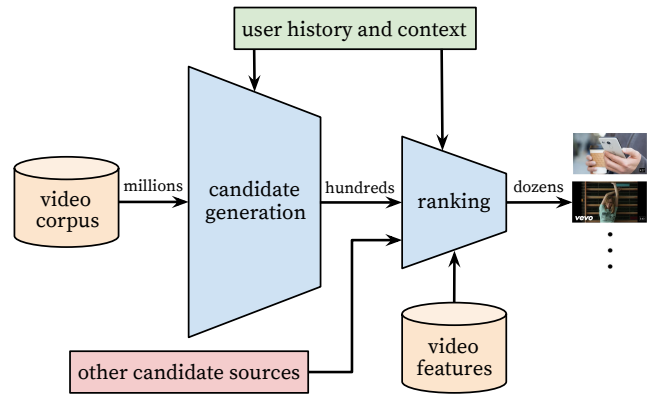 user history and context
video
corpus
millions
candidate
generation
hundreds
ranking
dozens
vevo
video
features
other candidate sources